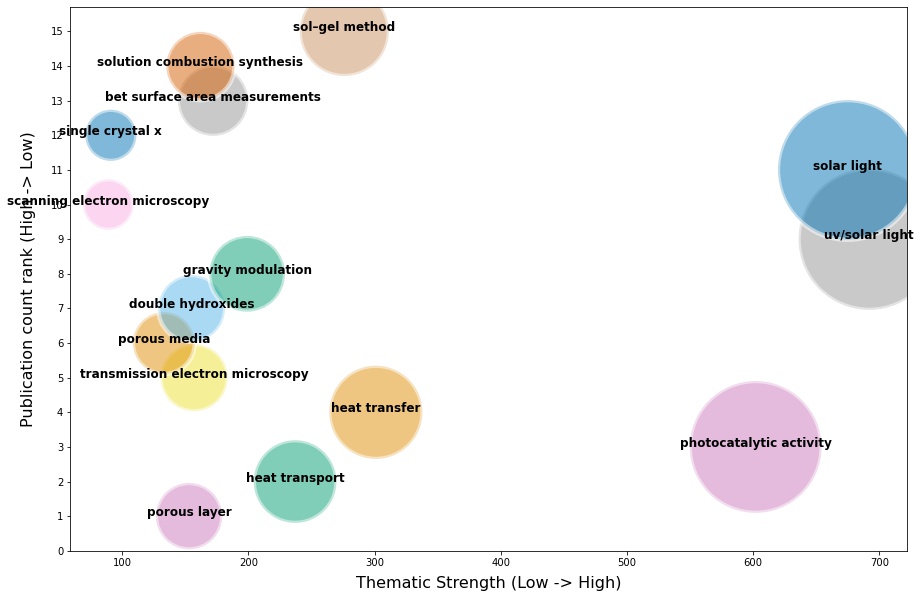 15
sol–gel method
14
solution combustion synthesis
13
bet surface area measurements
12
single crystal x
11
solar light
10
scanning electron microscopy
9
uv/solar light
8
gravity modulation
7
double hydroxides
6
porous media
5
transmission electron microscopy
4
heat transfer
3
photocatalytic activity
2
heat transport
1
porous layer
0
Publication count rank (High -> Low)
100 200 300 400 500 600 700
Thematic Strength (Low -> High)